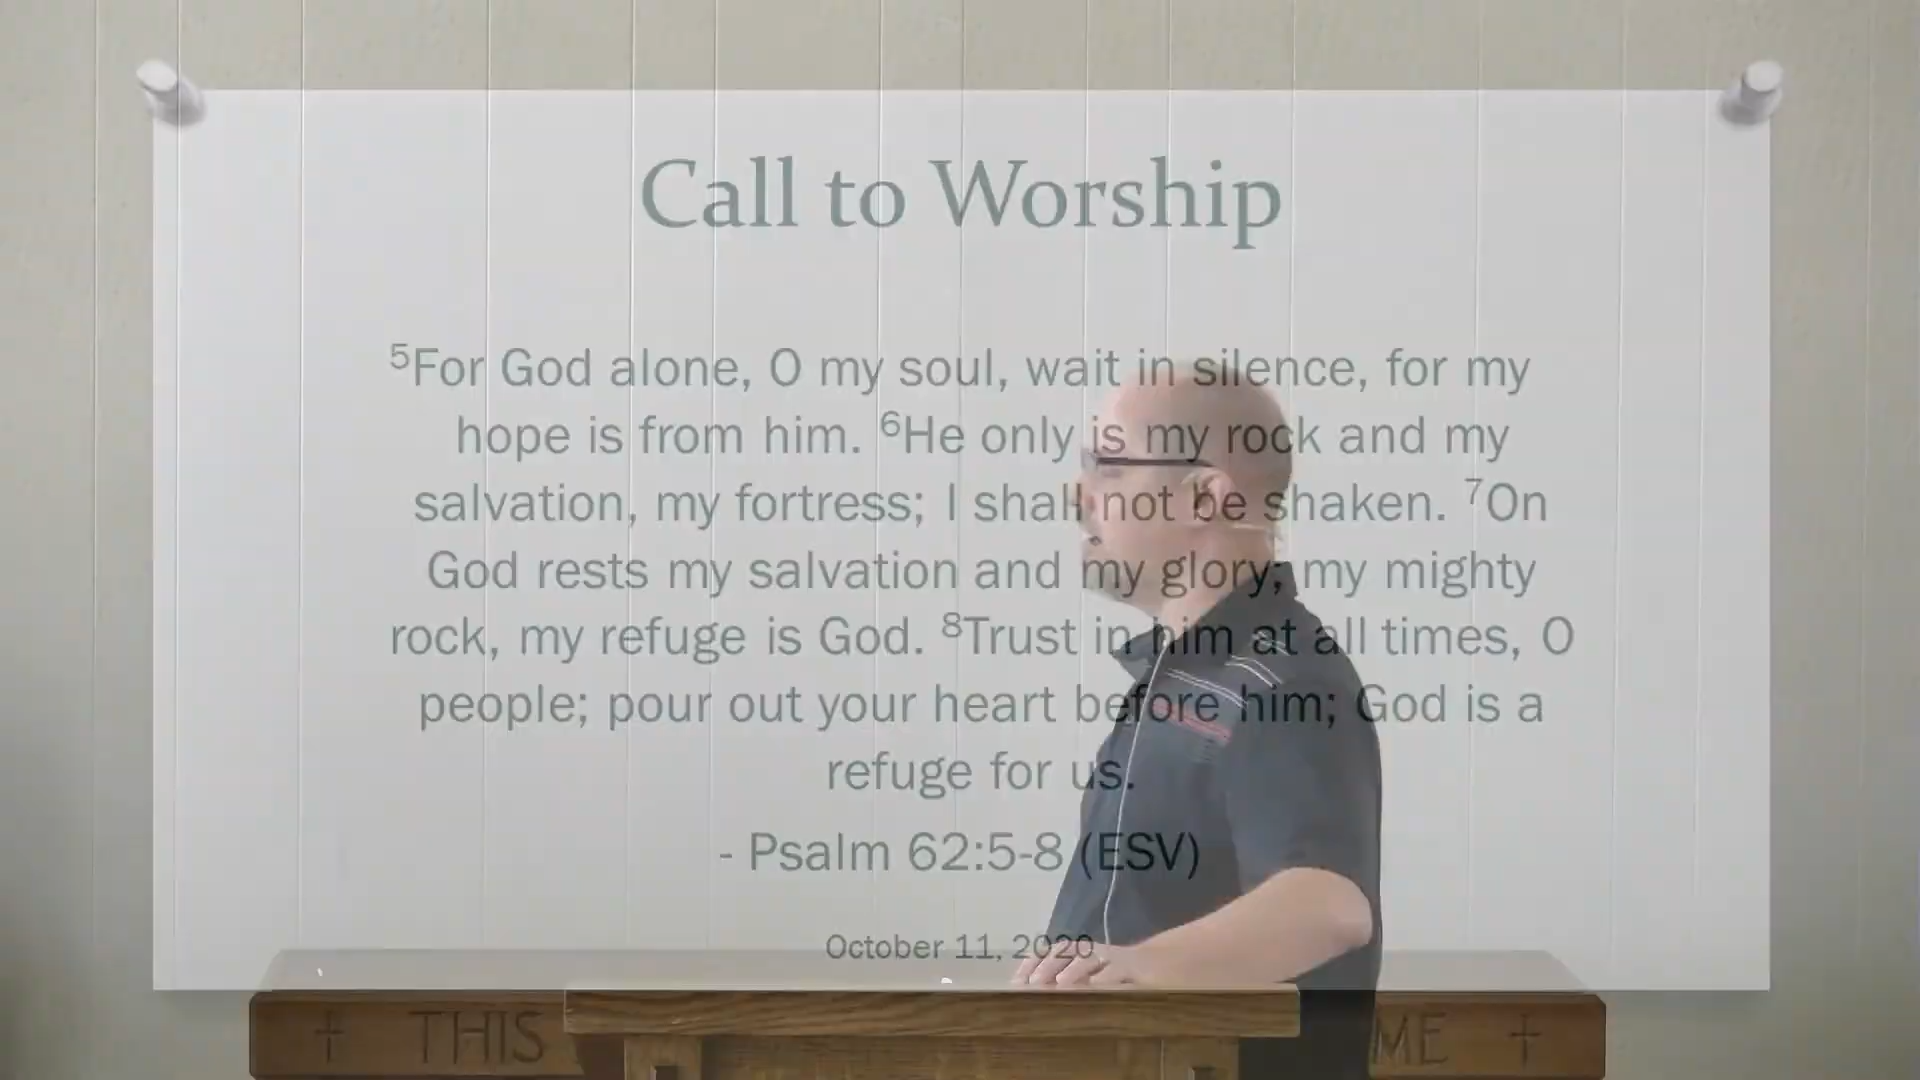 Call to Worship
⁵For God alone, O my soul, wait in silence, for my
hope is from him. ⁶He only is my rock and my
salvation, my fortress; I shall not be shaken. ⁷On
God rests my salvation and my glory; my mighty
rock, my refuge is God. ⁸Trust in him at all times, O
people; pour out your heart before him; God is a
refuge for us.
- Psalm 62:5-8 (ESV)
October 11, 2020
THIS ME